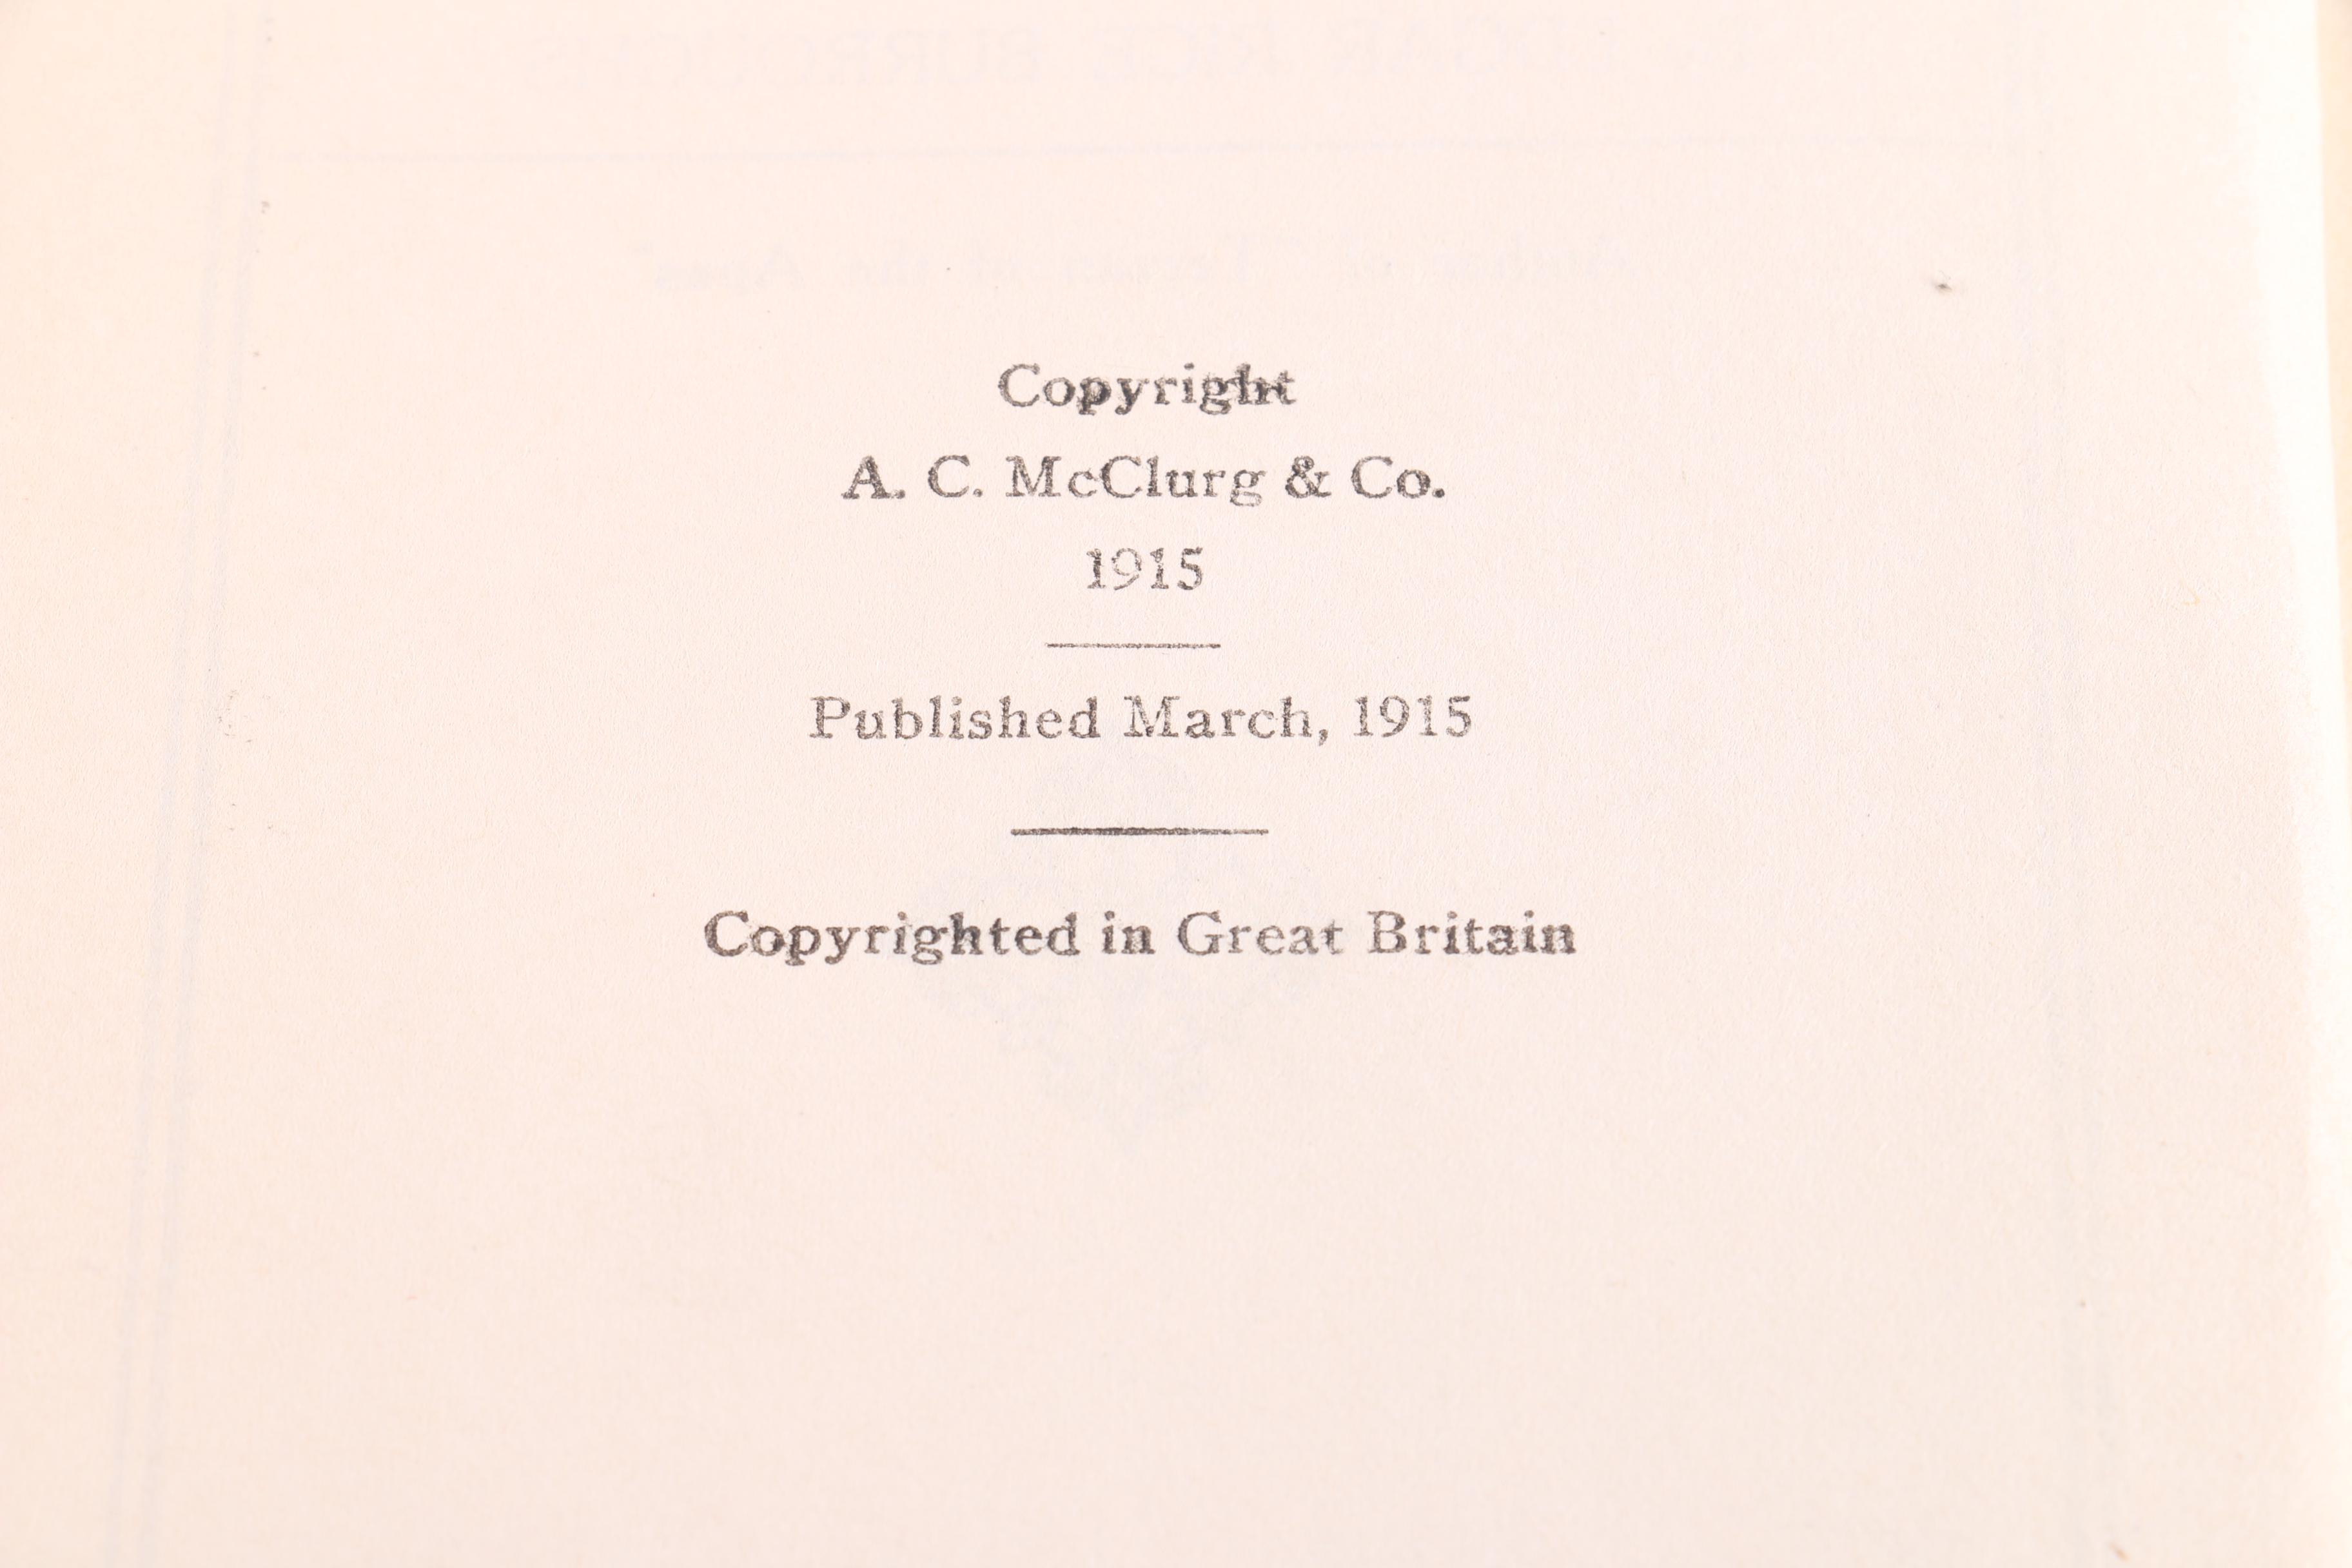 Copyright
A. C. McClurg & Co.
1915
Published March, 1915
Copyrighted in Great Britain